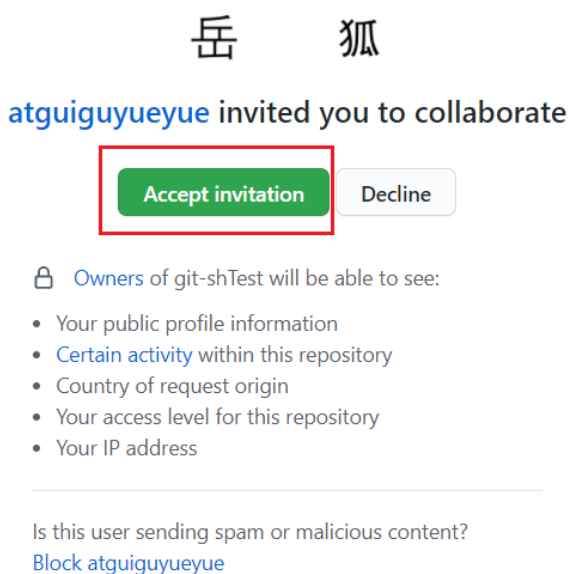 岳 狐
atguiguyueyue invited you to collaborate
Accept invitation Decline
Owners of git-shTest will be able to see:
Your public profile information
Certain activity within this repository
Country of request origin
Your access level for this repository
Your IP address
Is this user sending spam or malicious content?
Block atguiguyueyue